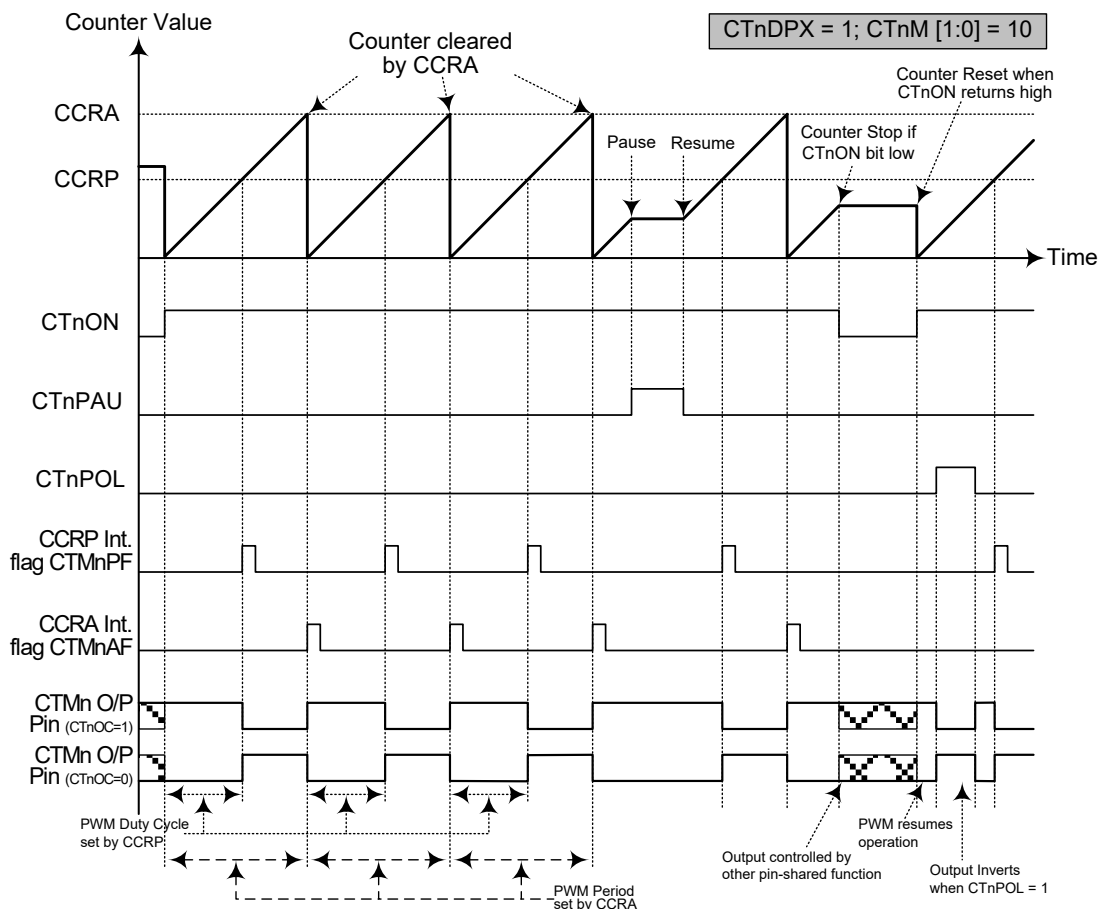 Counter Value
CTnDPX = 1; CTnM [1:0] = 10
Counter cleared
by CCRA
Counter Reset when
CTnON returns high
CCRA
Counter Stop if
CTnON bit low
Pause
Resume
CCRP
Time
CTnON
CTnPAU
CTnPOL
CCRP Int.
flag CTMnPF
CCRA Int.
flag CTMnAF
CTMn O/P
Pin (CTnOC=1)
CTMn O/P
Pin (CTnOC=0)
PWM Duty Cycle
set by CCRP
PWM resumes
operation
Output controlled by
other pin-shared function
Output Inverts
when CTnPOL = 1
PWM Period
set by CCRA